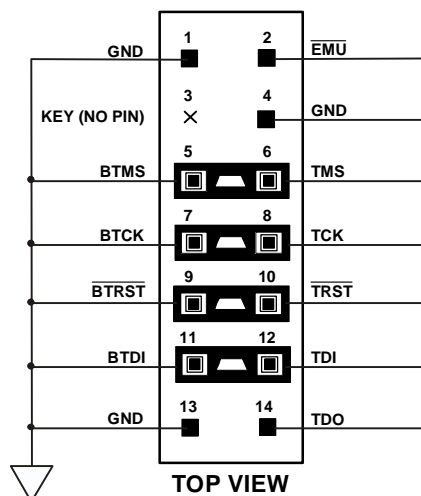 1 2
GND EMU
3 4
KEY (NO PIN) GND
5 6
BTMS TMS
7 8
BTCK TCK
9 10
BTRST TRST
11 12
BTDI TDI
13 14
GND TDO
TOP VIEW